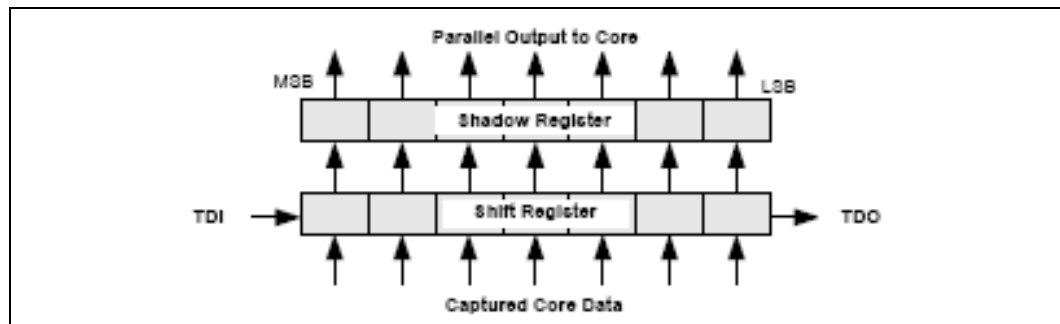 Parallel Output to Core
MSB
LSB
Shadow Register
TDI
Shift Register
TDO
Captured Core Data